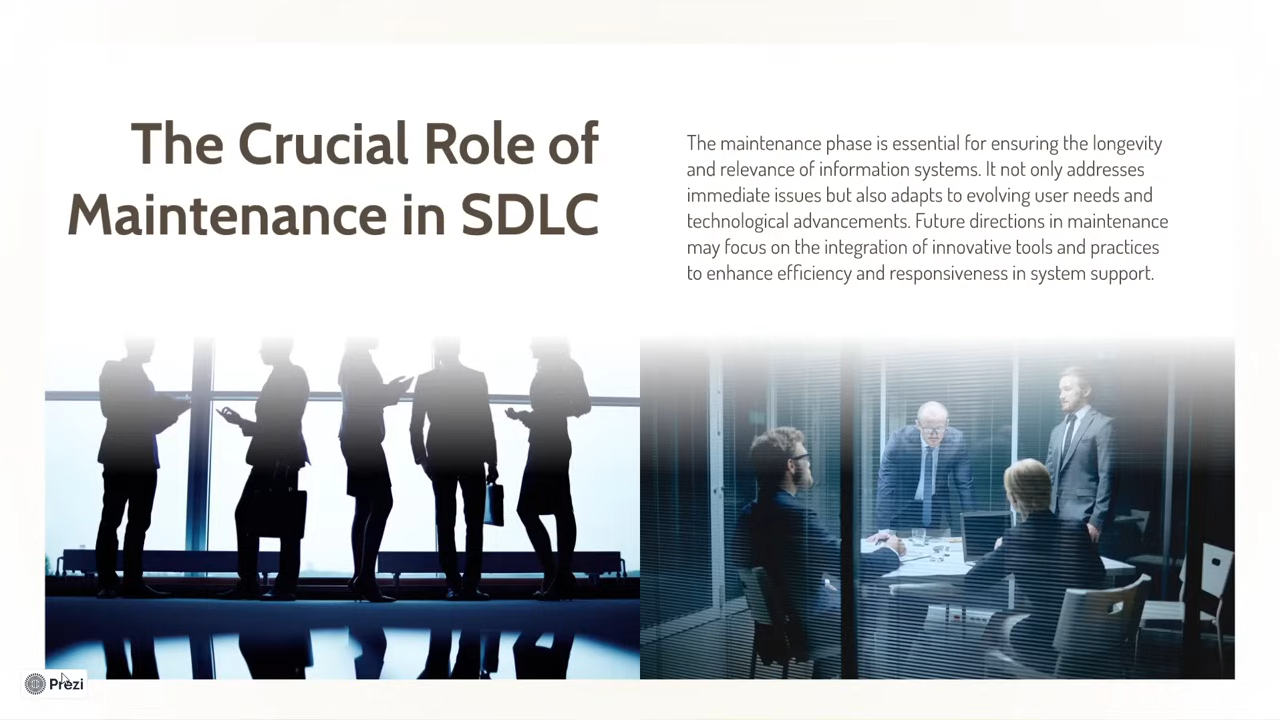 The Crucial Role of
Maintenance in SDLC
The maintenance phase is essential for ensuring the longevity
and relevance of information systems. It not only addresses
immediate issues but also adapts to evolving user needs and
technological advancements. Future directions in maintenance
may focus on the integration of innovative tools and practices
to enhance efficiency and responsiveness in system support.
Prezi